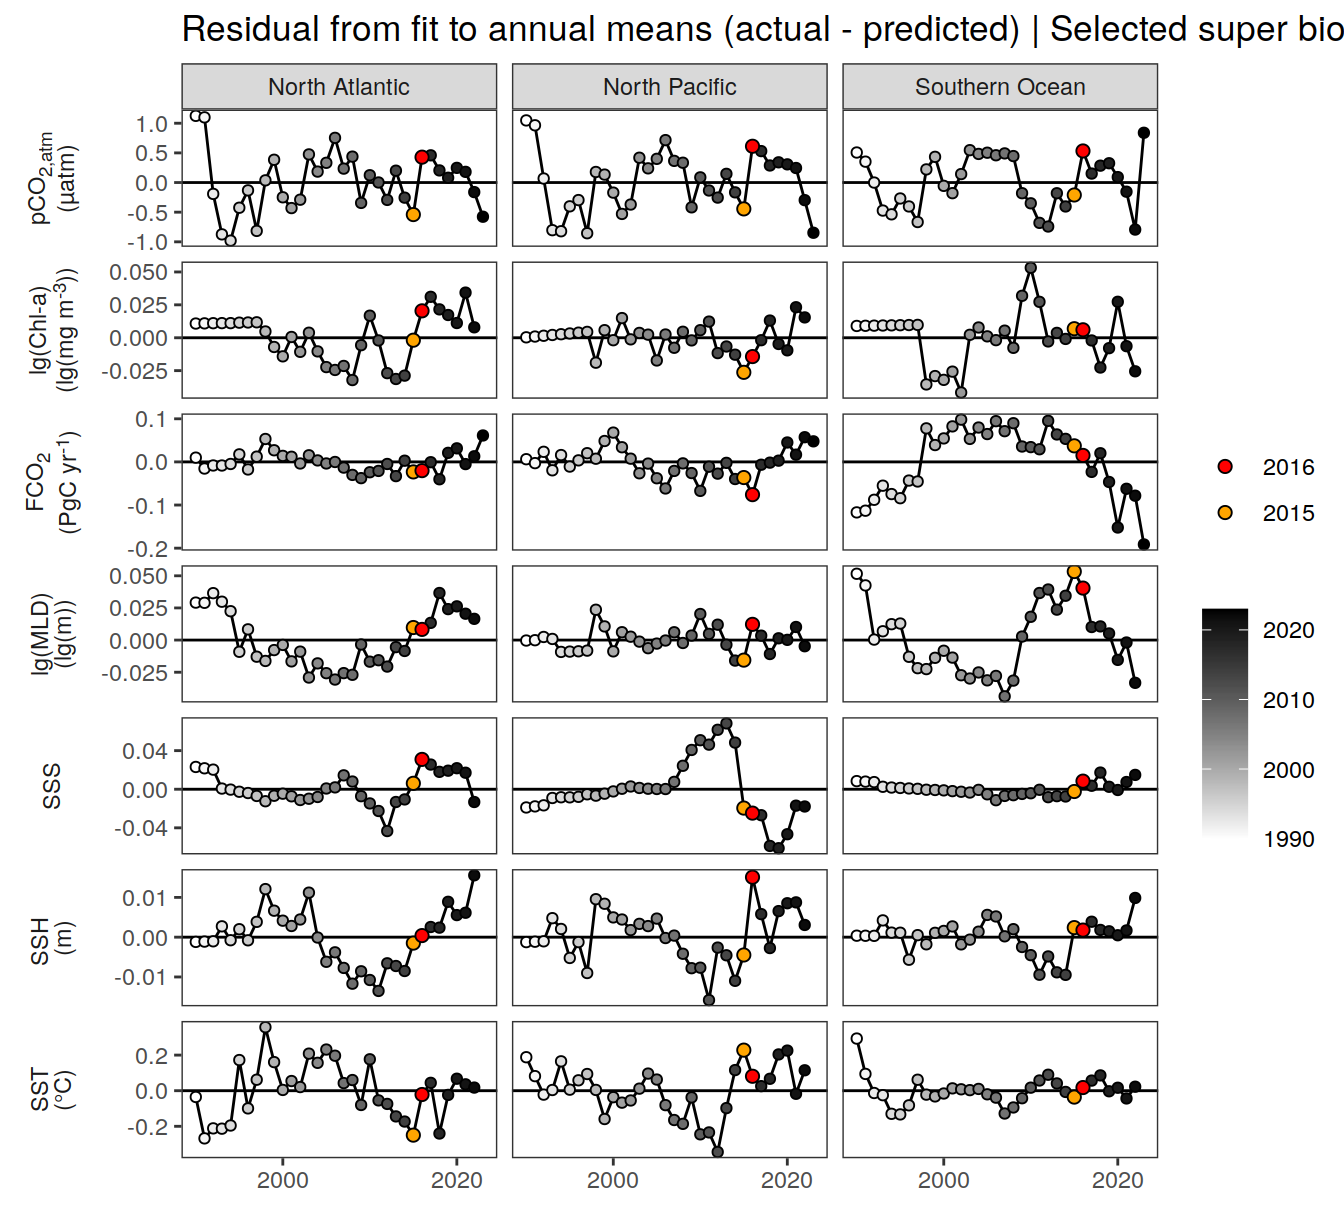 Residual from fit to annual means (actual - predicted) | Selected super bio
North Atlantic
North Pacific
Southern Ocean
pCO2,atm
(µatm)
1.0
0.5
0.0
-0.5
-1.0
lg(Chl-a)
(lg(mg m-3))
0.050
0.025
0.000
-0.025
FCO2
(PgC yr-1)
0.1
0.0
-0.1
-0.2
lg(MLD)
(lg(m))
0.050
0.025
0.000
-0.025
SSS
0.04
0.00
-0.04
SSH
(m)
0.01
0.00
-0.01
SST
(°C)
0.2
0.0
-0.2
2000
2020
2000
2020
2000
2020
2016
2015
2020
2010
2000
1990